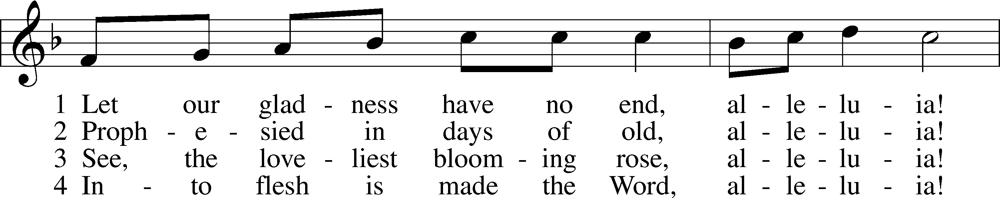 1 Let our glad - ness have no end, al - le - lu - ia!
2 Proph - e - sied in days of old, al - le - lu - ia!
3 See, the love - liest bloom - ing rose, al - le - lu - ia!
4 In - to flesh is made the Word, al - le - lu - ia!